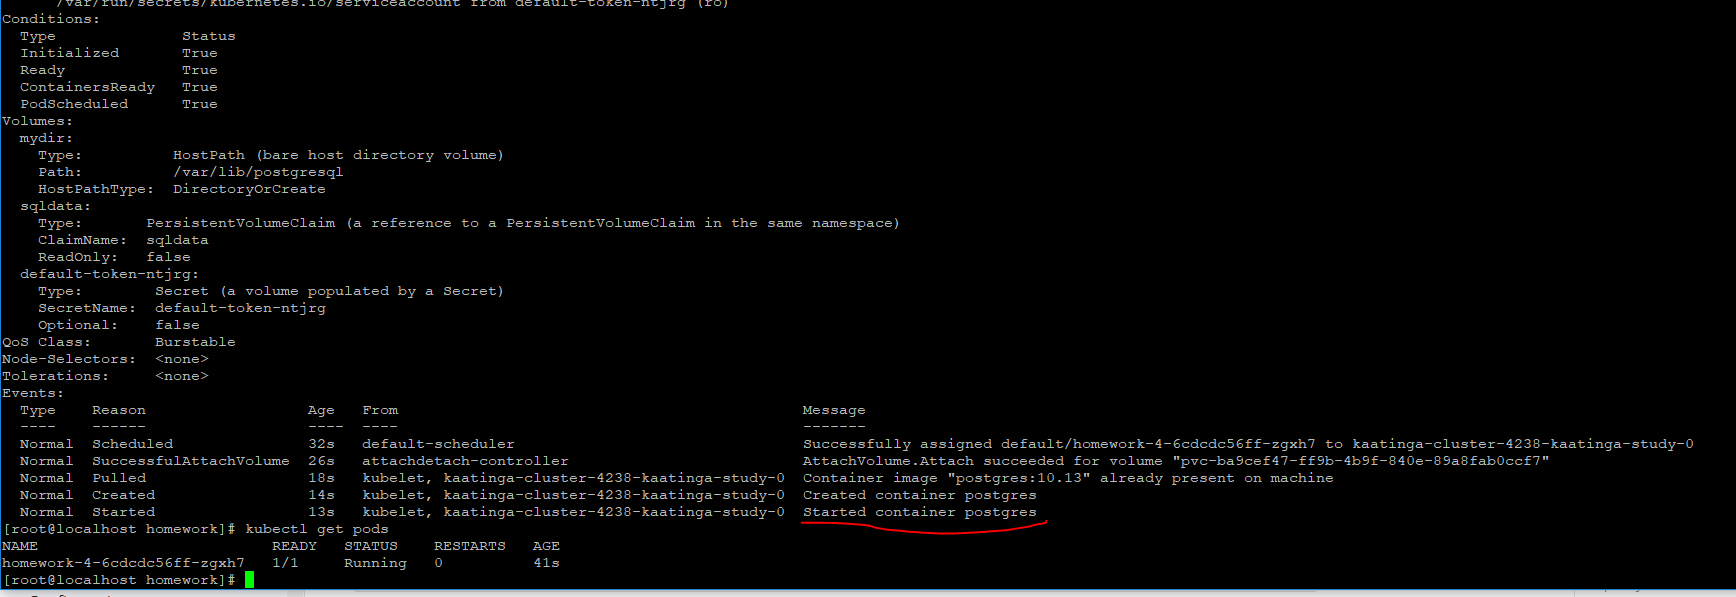 /var/run/secrets/kubernetes.io/serviceaccount from default-token-ntjrg (ro)
Conditions:
  Type              Status
  Initialized       True
  Ready             True
  ContainersReady   True
  PodScheduled      True
Volumes:
  mydir:
    Type:          HostPath (bare host directory volume)
    Path:          /var/lib/postgresql
    HostPathType:  DirectoryOrCreate
  sqldata:
    Type:       PersistentVolumeClaim (a reference to a PersistentVolumeClaim in the same namespace)
    ClaimName:  sqldata
    ReadOnly:   false
  default-token-ntjrg:
    Type:        Secret (a volume populated by a Secret)
    SecretName:  default-token-ntjrg
    Optional:    false
QoS Class:       Burstable
Node-Selectors:  <none>
Tolerations:     <none>
Events:
  Type    Reason                  Age   From                                             Message
  ----    ------                  ----  ----                                             -------
  Normal  Scheduled               32s   default-scheduler                                Successfully assigned default/homework-4-6cdcdc56ff-zgxh7 to kaatinga-cluster-4238-kaatinga-study-0
  Normal  SuccessfulAttachVolume  26s   attachdetach-controller                          AttachVolume.Attach succeeded for volume "pvc-ba9cef47-ff9b-4b9f-840e-89a8fab0ccf7"
  Normal  Pulled                  18s   kubelet, kaatinga-cluster-4238-kaatinga-study-0  Container image "postgres:10.13" already present on machine
  Normal  Created                 14s   kubelet, kaatinga-cluster-4238-kaatinga-study-0  Created container postgres
  Normal  Started                 13s   kubelet, kaatinga-cluster-4238-kaatinga-study-0  Started container postgres
[root@localhost homework]# kubectl get pods
NAME                          READY   STATUS    RESTARTS   AGE
homework-4-6cdcdc56ff-zgxh7   1/1     Running   0          41s
[root@localhost homework]#